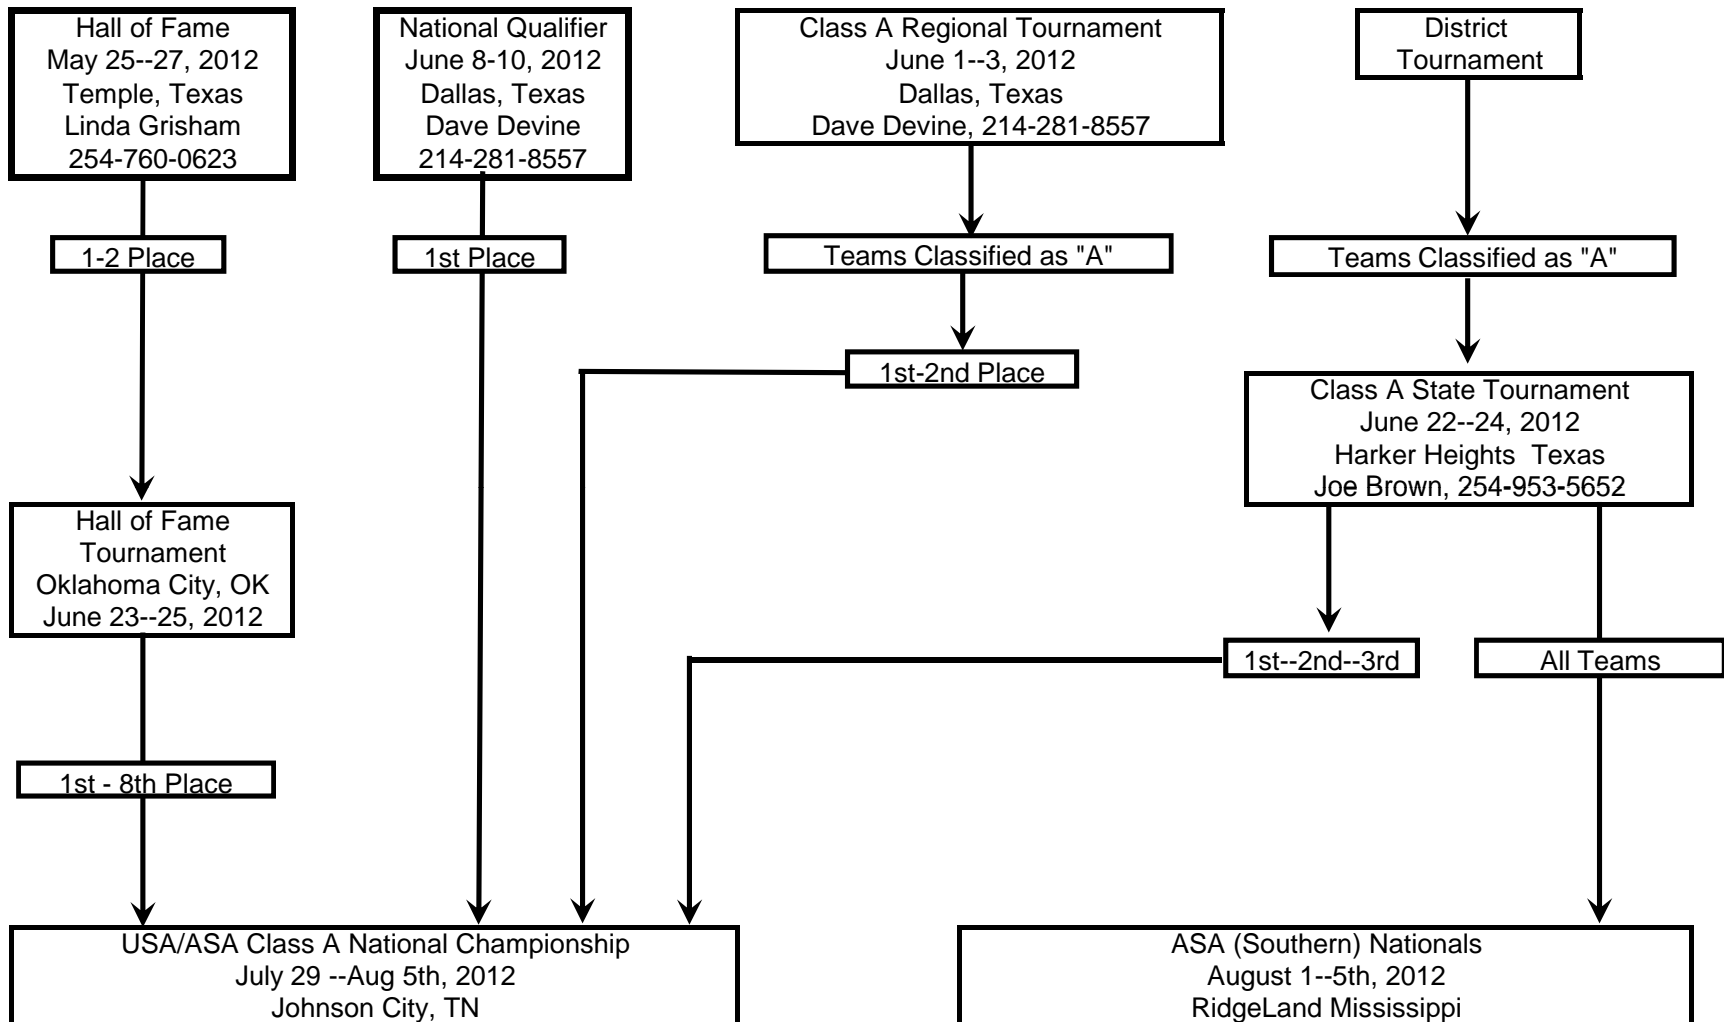 Hall of Fame
May 25--27, 2012
Temple, Texas
Linda Grisham
254-760-0623
National Qualifier
June 8-10, 2012
Dallas, Texas
Dave Devine
214-281-8557
Class A Regional Tournament
June 1--3, 2012
Dallas, Texas
Dave Devine, 214-281-8557
District
Tournament
1-2 Place
1st Place
Teams Classified as "A"
Teams Classified as "A"
1st-2nd Place
Class A State Tournament
June 22--24, 2012
Harker Heights  Texas
Joe Brown, 254-953-5652
Hall of Fame
Tournament
Oklahoma City, OK
June 23--25, 2012
1st--2nd--3rd
All Teams
1st - 8th Place
USA/ASA Class A National Championship
July 29 --Aug 5th, 2012
Johnson City, TN
ASA (Southern) Nationals
August 1--5th, 2012
RidgeLand Mississippi